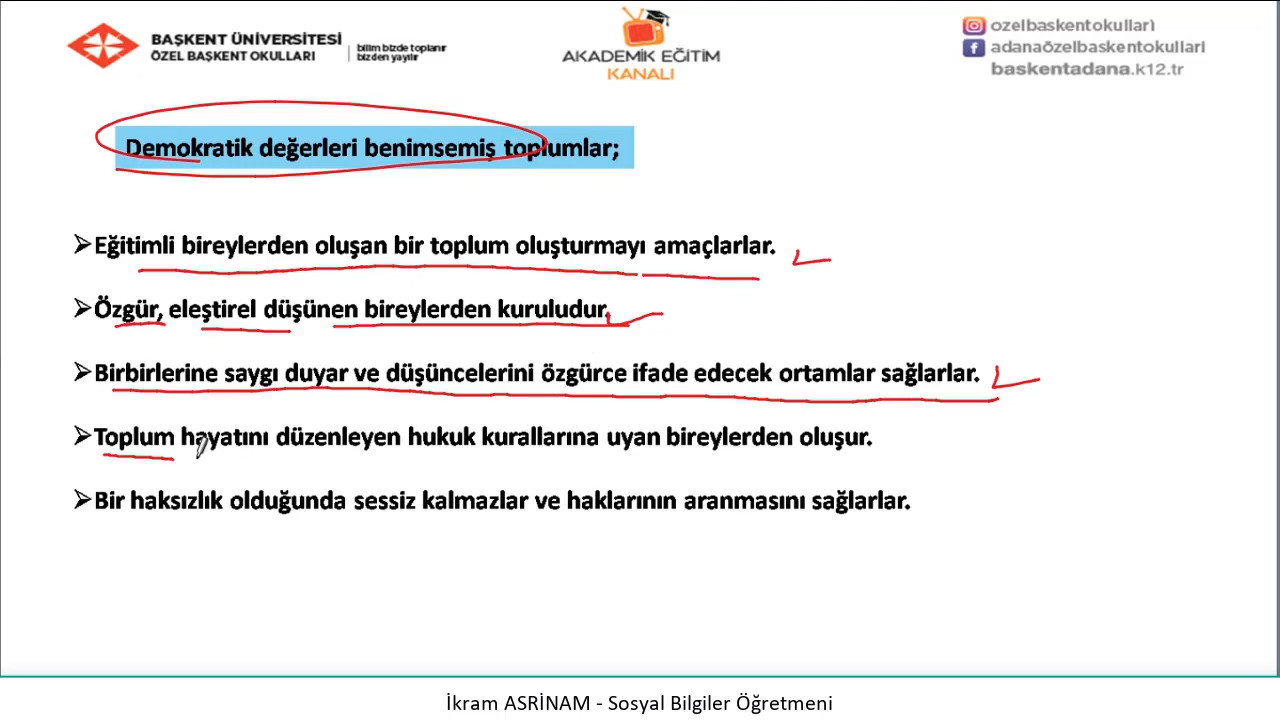 BAŞKENT ÜNİVERSİTESİ
ÖZEL BAŞKENT OKULLARI
bilim bizde toplanır
bizden yayılır
AKADEMİK EĞİTİM
KANALI
ozelbaskentokulları
adanaözelbaskentokullari
baskentadana.k12.tr
Demokratik değerleri benimsemiş toplumlar;
➢Eğitimli bireylerden oluşan bir toplum oluşturmayı amaçlarlar.
➢Özgür, eleştirel düşünen bireylerden kuruludur.
➢Birbirlerine saygı duyar ve düşüncelerini özgürce ifade edecek ortamlar sağlarlar.
➢Toplum hayatını düzenleyen hukuk kurallarına uyan bireylerden oluşur.
➢Bir haksızlık olduğunda sessiz kalmazlar ve haklarının aranmasını sağlarlar.
İkram ASRİNAM - Sosyal Bilgiler Öğretmeni